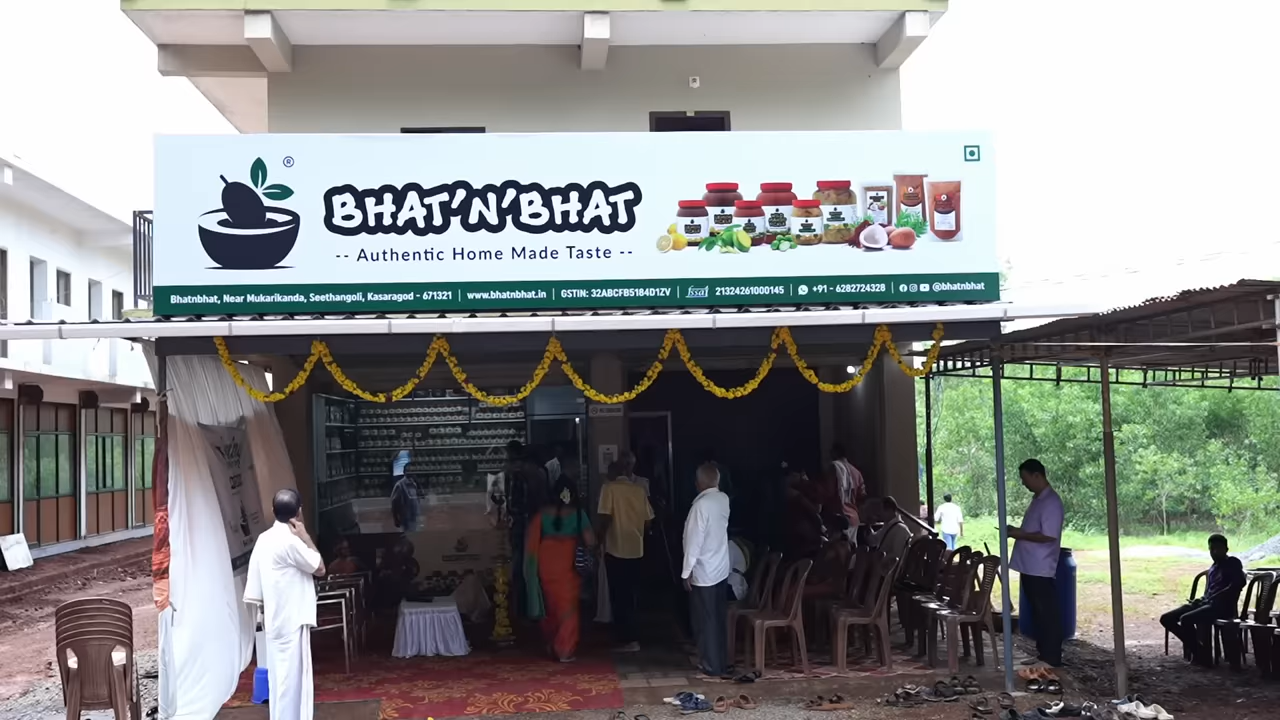 ®
BHAT'N'BHAT
-- Authentic Home Made Taste --
Bhatnbhat, Near Mukarikanda, Seethangoli, Kasaragod - 671321 | www.bhatnbhat.in | GSTIN: 32ABCFB5184D1ZV | fssai 21324261000145 | +91 - 6282724328 | @bhatnbhat